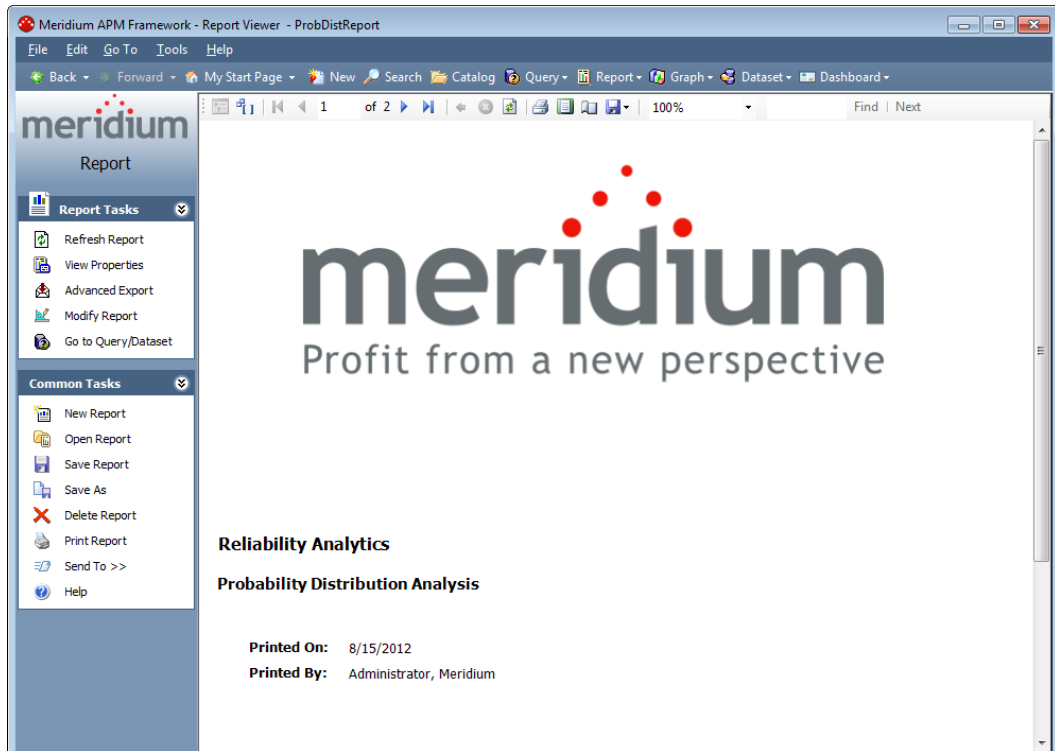 Meridium APM Framework - Report Viewer - ProbDistReport
File Edit Go To Tools Help
Back Forward My Start Page New Search Catalog Query Report Graph Dataset Dashboard
1 of 2 100% Find | Next
meridium
Report
Report Tasks
Refresh Report
View Properties
Advanced Export
Modify Report
Go to Query/Dataset
Common Tasks
New Report
Open Report
Save Report
Save As
Delete Report
Print Report
Send To >>
Help
meridium
Profit from a new perspective
Reliability Analytics
Probability Distribution Analysis
Printed On: 8/15/2012
Printed By: Administrator, Meridium